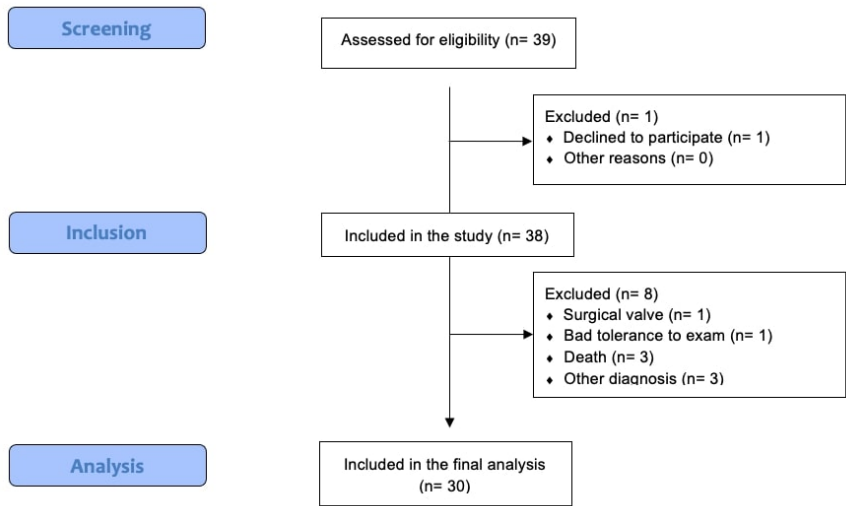 Screening
Assessed for eligibility (n= 39)
Excluded (n= 1)
♦ Declined to participate (n= 1)
♦ Other reasons (n= 0)
Inclusion
Included in the study (n= 38)
Excluded (n= 8)
♦ Surgical valve (n= 1)
♦ Bad tolerance to exam (n= 1)
♦ Death (n= 3)
♦ Other diagnosis (n= 3)
Analysis
Included in the final analysis
(n= 30)